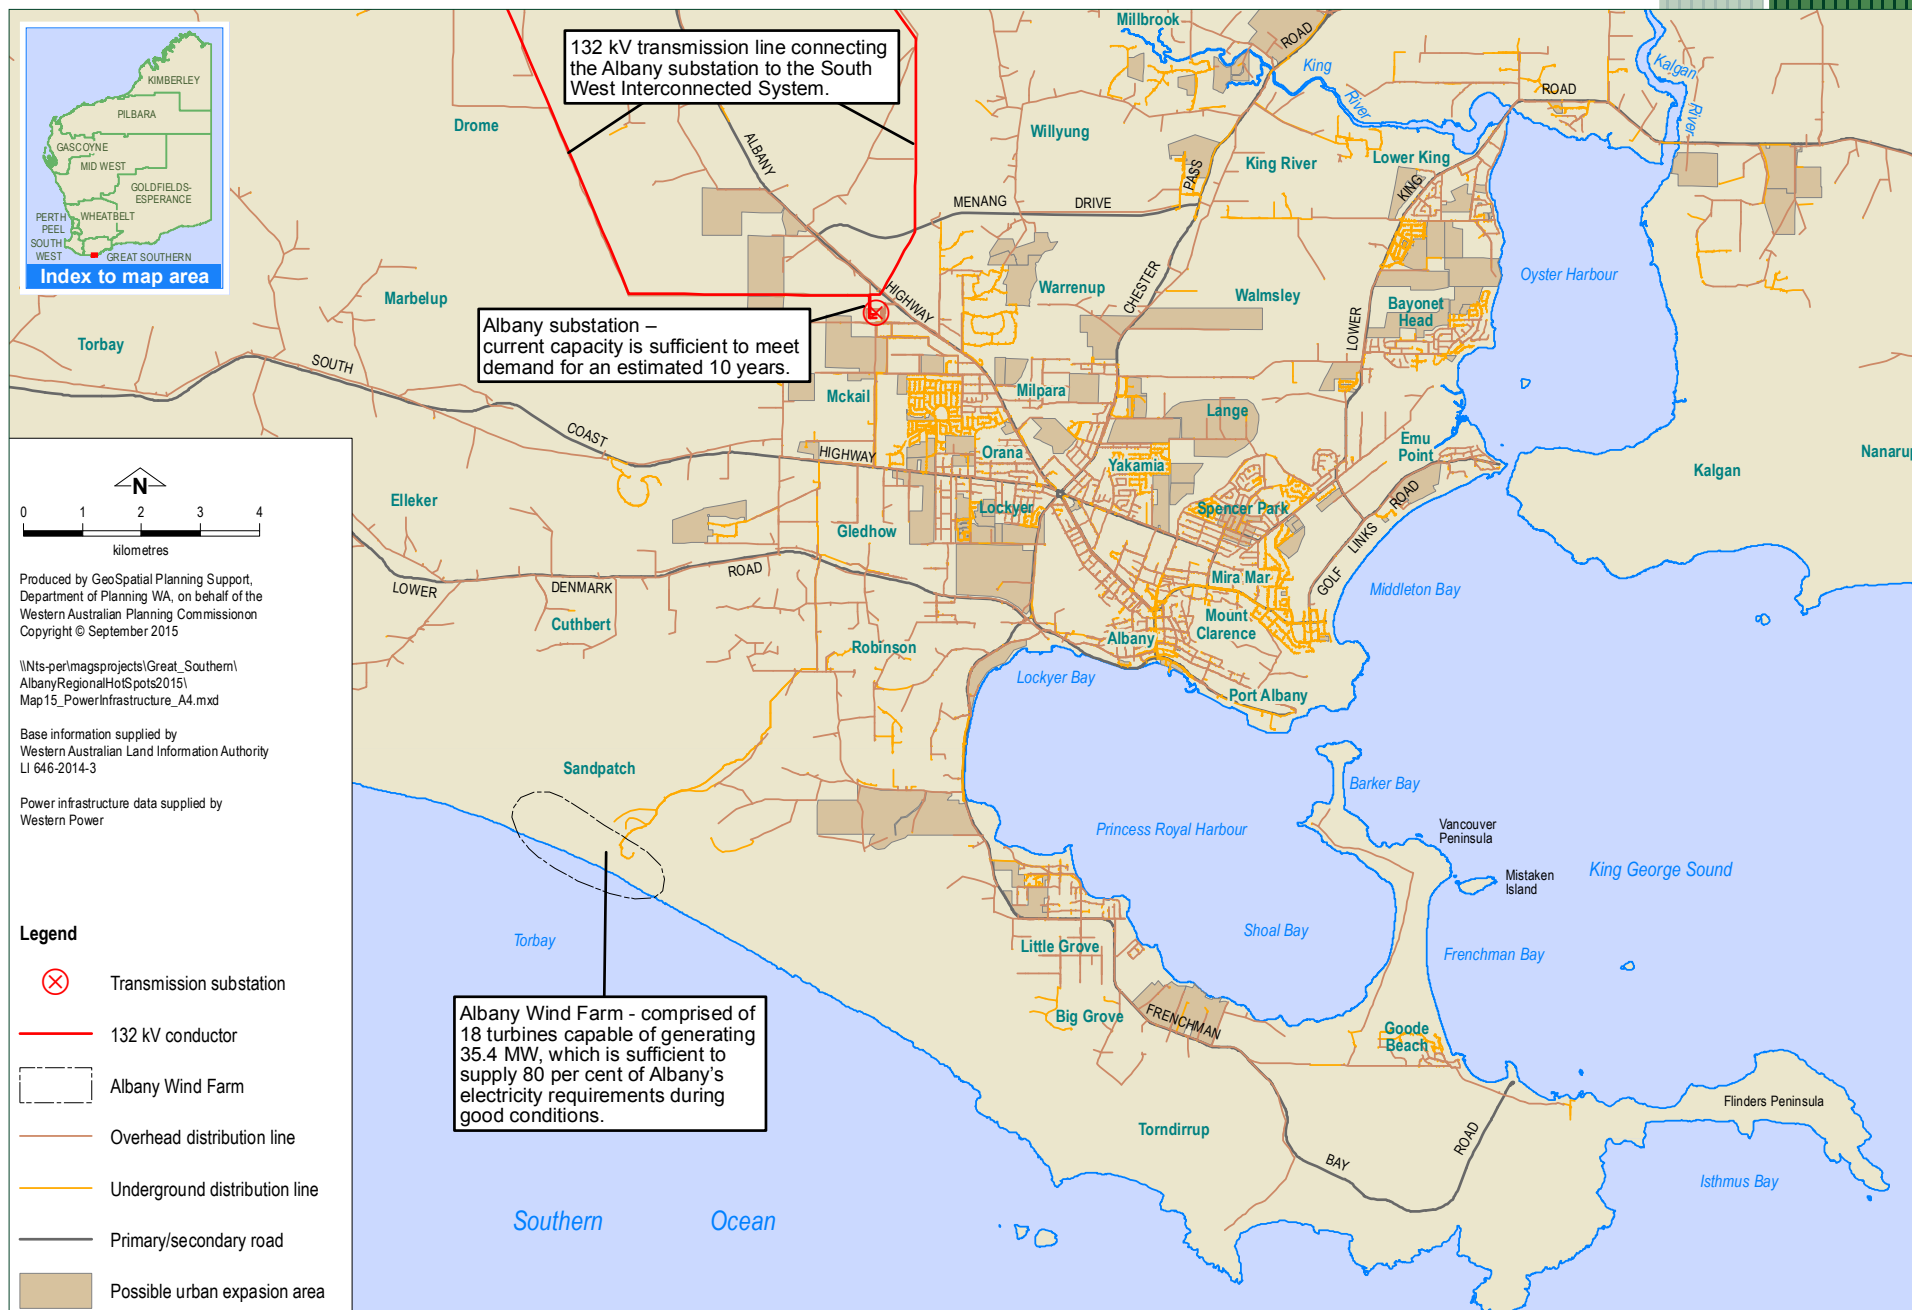 KIMBERLEY
PILBARA
GASCOYNE
MID WEST
GOLDFIELDS-
ESPERANCE
PERTH
PEEL
WHEATBELT
SOUTH
WEST
GREAT SOUTHERN
Index to map area
132 kV transmission line connecting
the Albany substation to the South
West Interconnected System.
Albany substation –
current capacity is sufficient to meet
demand for an estimated 10 years.
Albany Wind Farm - comprised of
18 turbines capable of generating
35.4 MW, which is sufficient to
supply 80 per cent of Albany's
electricity requirements during
good conditions.
Millbrook
ROAD
King
River
Kalgan
River
ROAD
Drome
ALBANY
Willyung
PASS
King River
Lower King
KING
MENANG
DRIVE
Oyster Harbour
Marbelup
HIGHWAY
Warrenup
CHESTER
Walmsley
Bayonet
Head
LOWER
Torbay
SOUTH
Mckail
Milpara
Lange
COAST
HIGHWAY
Orana
Yakamia
Emu
Point
Kalgan
Nanarup
Elleker
Lockyer
Spencer Park
ROAD
LINKS
GOLF
Gledhow
LOWER
DENMARK
ROAD
Mira Mar
Middleton Bay
Cuthbert
Mount
Clarence
Albany
Robinson
Lockyer Bay
Port Albany
Sandpatch
Barker Bay
Princess Royal Harbour
Vancouver
Peninsula
Mistaken
Island
King George Sound
Torbay
Shoal Bay
Little Grove
Frenchman Bay
Big Grove
FRENCHMAN
Goode
Beach
Flinders Peninsula
Torndirrup
BAY
ROAD
Isthmus Bay
Southern Ocean
N
0 1 2 3 4
kilometres
Produced by GeoSpatial Planning Support,
Department of Planning WA, on behalf of the
Western Australian Planning Commissionon
Copyright © September 2015
\\Nts-per\magsprojects\Great_Southern\
AlbanyRegionalHotSpots2015\
Map15_PowerInfrastructure_A4.mxd
Base information supplied by
Western Australian Land Information Authority
LI 646-2014-3
Power infrastructure data supplied by
Western Power
Legend
Transmission substation
132 kV conductor
Albany Wind Farm
Overhead distribution line
Underground distribution line
Primary/secondary road
Possible urban expasion area